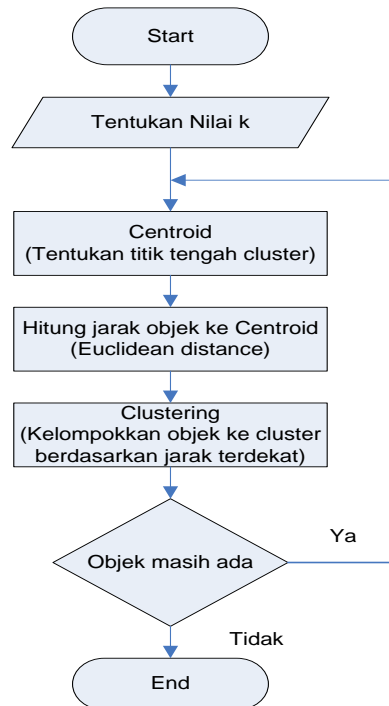 Start
Tentukan Nilai k
Centroid
(Tentukan titik tengah cluster)
Hitung jarak objek ke Centroid
(Euclidean distance)
Clustering
(Kelompokkan objek ke cluster
berdasarkan jarak terdekat)
Objek masih ada
Ya
Tidak
End